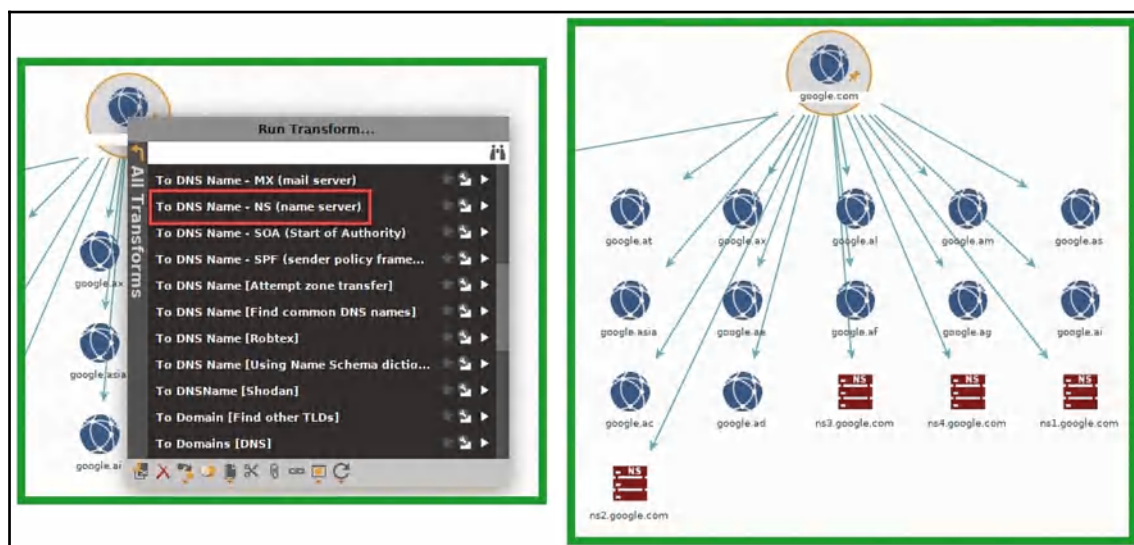 Run Transform...
All Transforms
To DNS Name - MX (mail server)
To DNS Name - NS (name server)
To DNS Name - SOA (Start of Authority)
To DNS Name - SPF (sender policy frame...
To DNS Name [Attempt zone transfer]
To DNS Name [Find common DNS names]
To DNS Name [Robtex]
To DNS Name [Using Name Schema dictio...
To DNSName [Shodan]
To Domain [Find other TLDs]
To Domains [DNS]
google.ax
google.asia
google.ai
google.com
google.at
google.ax
google.al
google.am
google.as
google.asia
google.ae
google.af
google.ag
google.ai
google.ac
google.ad
NS
ns3.google.com
NS
ns4.google.com
NS
ns1.google.com
NS
ns2.google.com